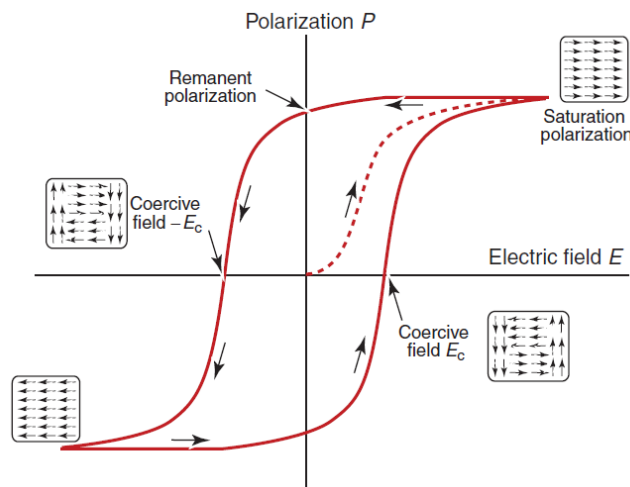 Polarization P
Remanent
polarization
Saturation
polarization
Coercive
field –Ec
Electric field E
Coercive
field Ec